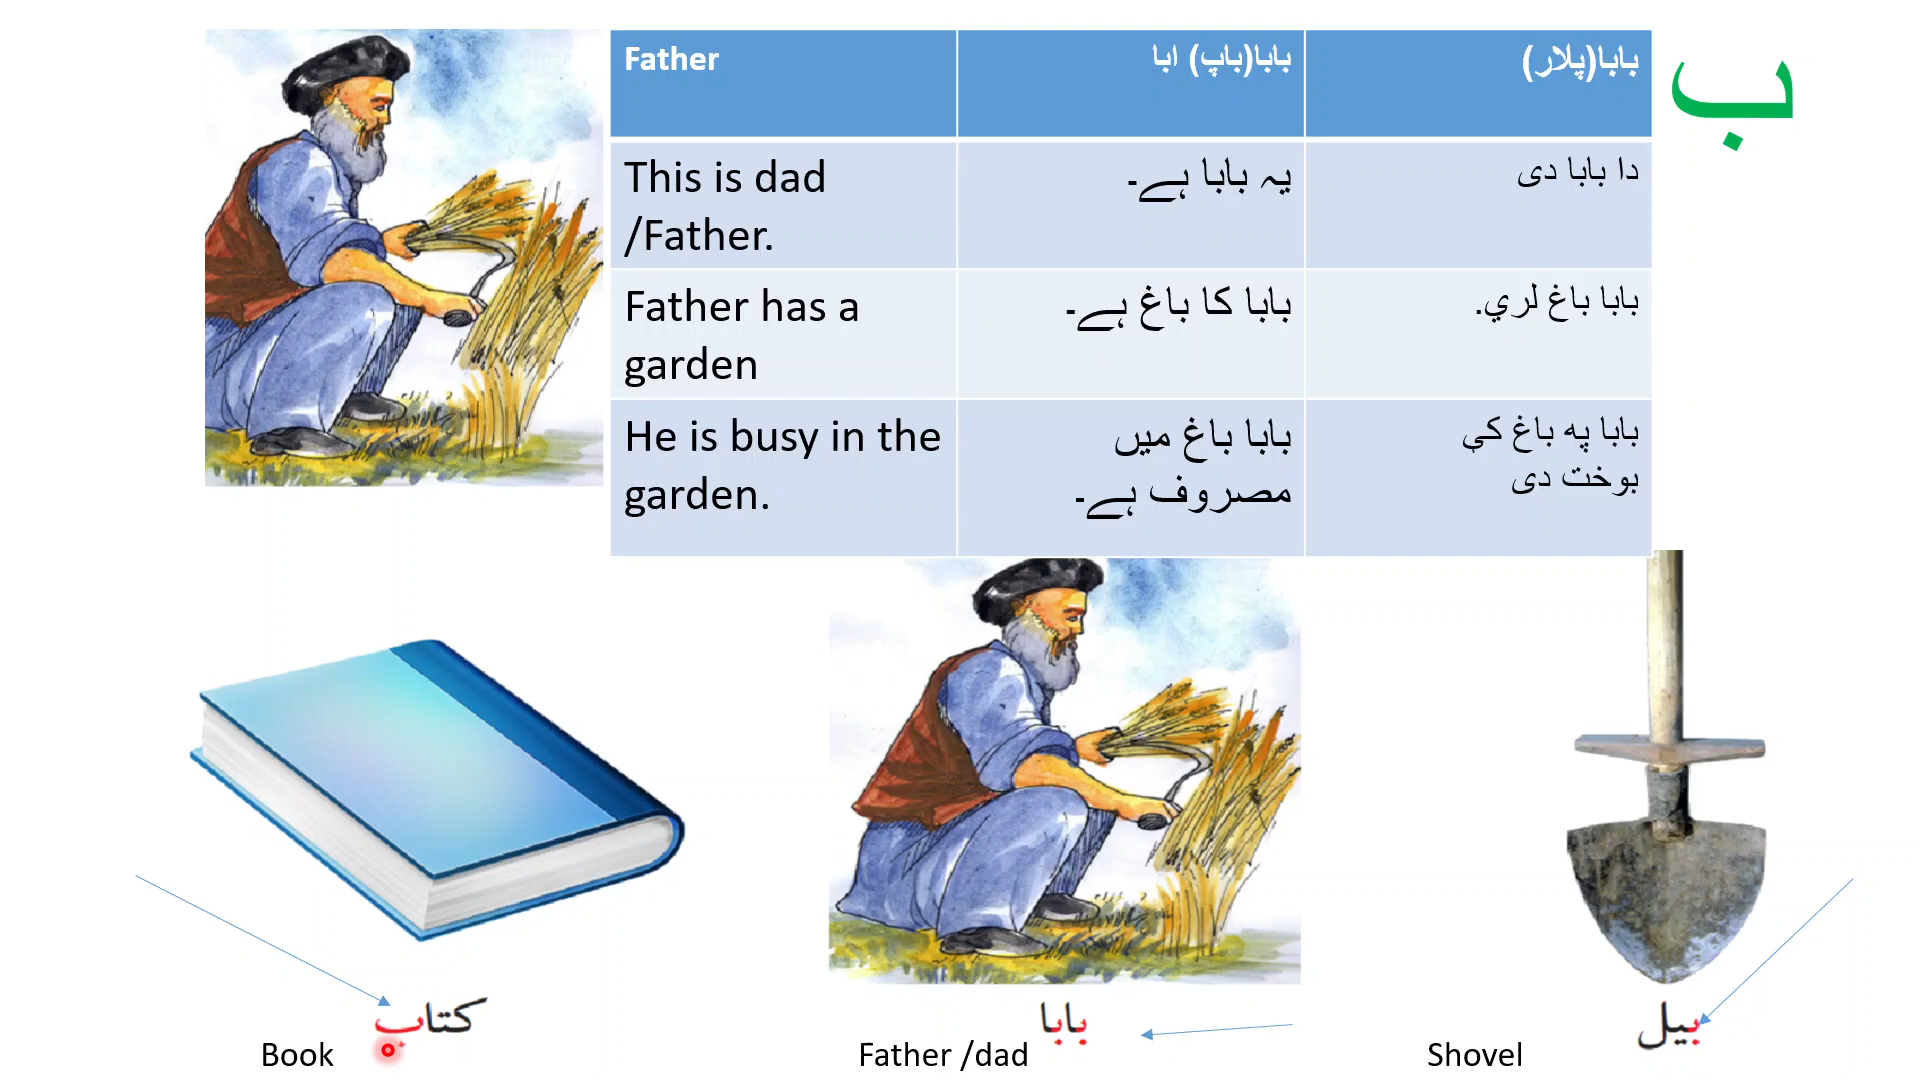 ب
Father
بابا(باپ) ابا
بابا(پلار)
This is dad
/Father.
یہ بابا ہے۔
دا بابا دی
Father has a
garden
بابا کا باغ ہے۔
بابا باغ لري.
He is busy in the
garden.
بابا باغ میں
مصروف ہے۔
بابا په باغ کې
بوخت دی
کتاب
Book
بابا
Father /dad
بیل
Shovel